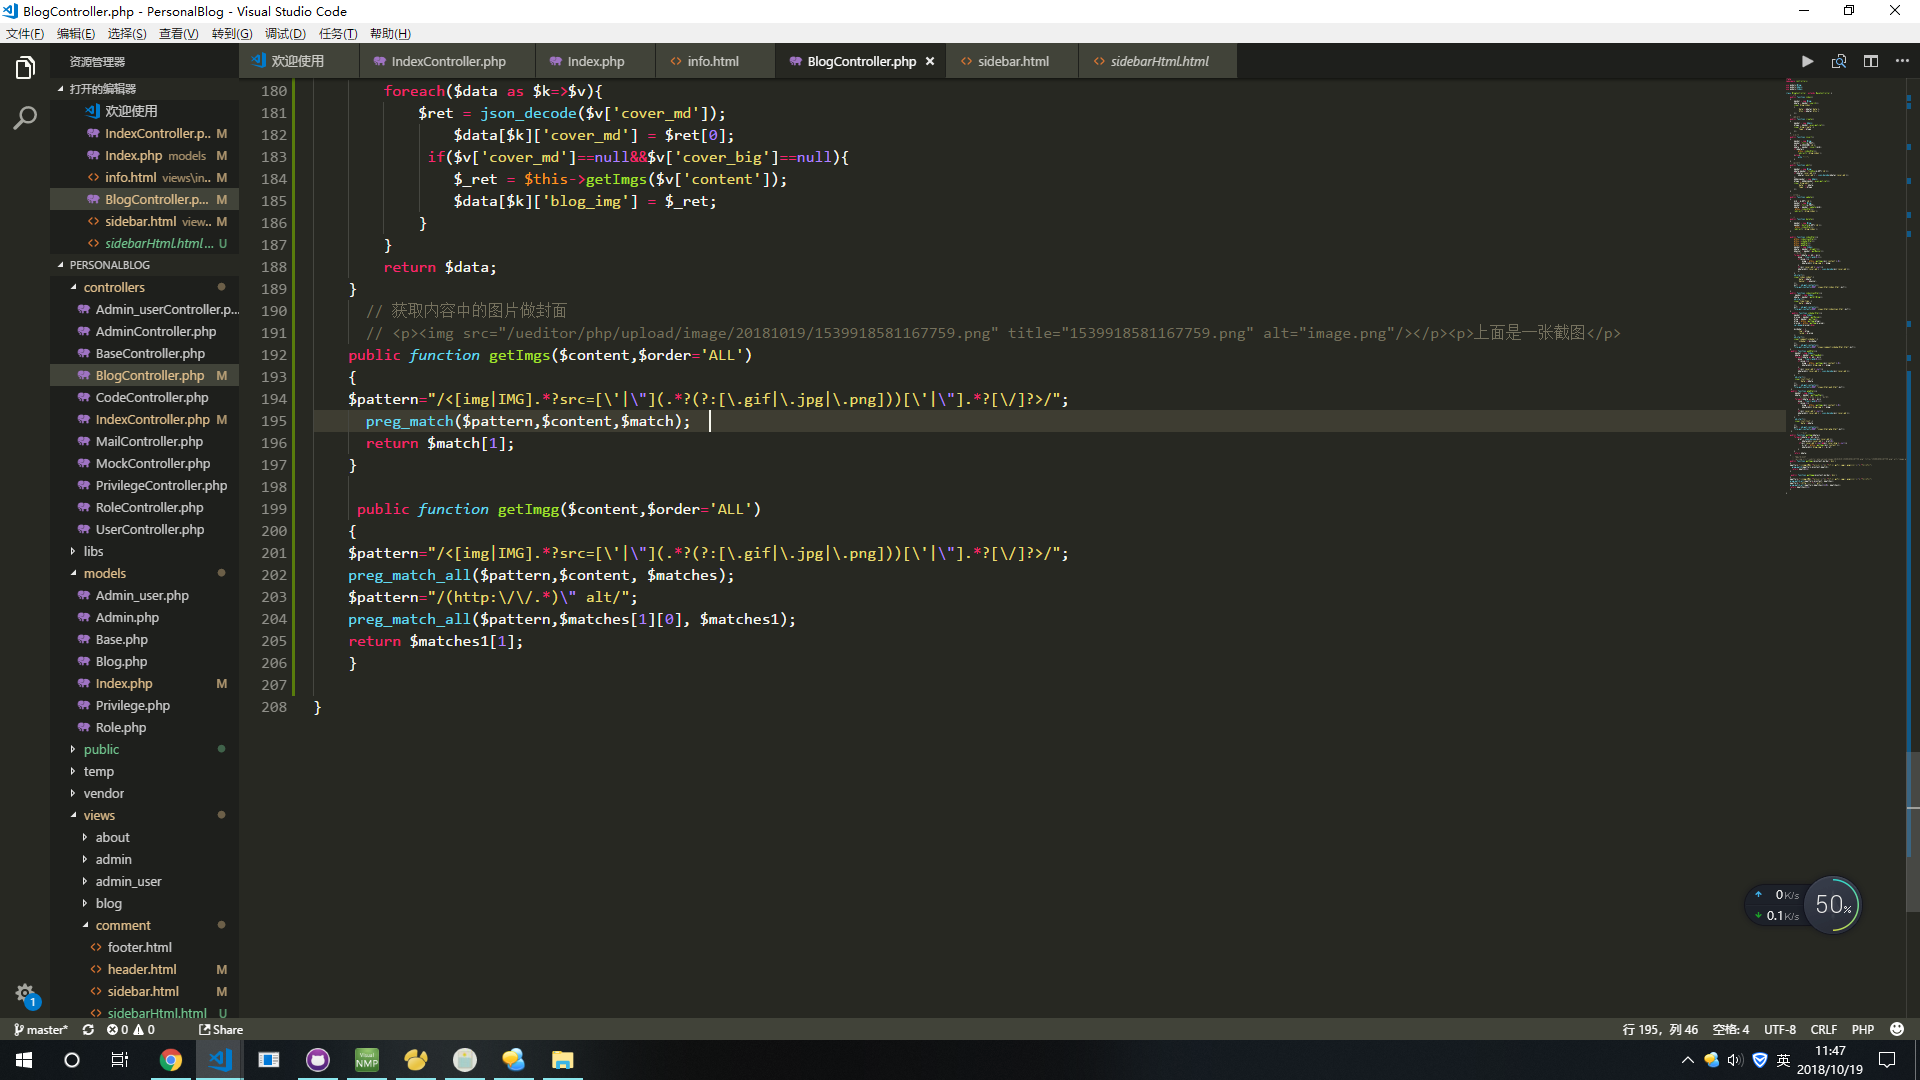 BlogController.php - PersonalBlog - Visual Studio Code
文件(F) 编辑(E) 选择(S) 查看(V) 转到(G) 调试(D) 任务(T) 帮助(H)
资源管理器
欢迎使用 IndexController.php Index.php info.html BlogController.php × sidebar.html sidebarHtml.html
打开的编辑器
欢迎使用
IndexController.p.. M
Index.php models M
info.html views\in.. M
BlogController.p... M
sidebar.html view... M
sidebarHtml.html ... U
PERSONALBLOG
controllers
Admin_userController.p...
AdminController.php
BaseController.php
BlogController.php M
CodeController.php
IndexController.php M
MailController.php
MockController.php
PrivilegeController.php
RoleController.php
UserController.php
libs
models
Admin_user.php
Admin.php
Base.php
Blog.php
Index.php M
Privilege.php
Role.php
public
temp
vendor
views
about
admin
admin_user
blog
comment
footer.html
header.html M
sidebar.html M
sidebarHtml.html U
180 foreach($data as $k=>$v){
181 $ret = json_decode($v['cover_md']);
182 $data[$k]['cover_md'] = $ret[0];
183 if($v['cover_md']==null&&$v['cover_big']==null){
184 $_ret = $this->getImgs($v['content']);
185 $data[$k]['blog_img'] = $_ret;
186 }
187 }
188 return $data;
189 }
190 // 获取内容中的图片做封面
191 // <p><img src="/ueditor/php/upload/image/20181019/1539918581167759.png" title="1539918581167759.png" alt="image.png"/></p><p>上面是一张截图</p>
192 public function getImgs($content,$order='ALL')
193 {
194 $pattern="/<[img|IMG].*?src=[\'|\"](.*?(?:[\.gif|\.jpg|\.png]))[\'|\"].*?[\/]?>/";
195 preg_match($pattern,$content,$match);
196 return $match[1];
197 }
198
199 public function getImgg($content,$order='ALL')
200 {
201 $pattern="/<[img|IMG].*?src=[\'|\"](.*?(?:[\.gif|\.jpg|\.png]))[\'|\"].*?[\/]?>/";
202 preg_match_all($pattern,$content, $matches);
203 $pattern="/(http:\/\/.*)\" alt/";
204 preg_match_all($pattern,$matches[1][0], $matches1);
205 return $matches1[1];
206 }
207
208 }
0K/s
0.1K/s
50%
1
master* 0 0 Share 行 195，列 46 空格: 4 UTF-8 CRLF PHP
Visual NMP
英 11:47
2018/10/19